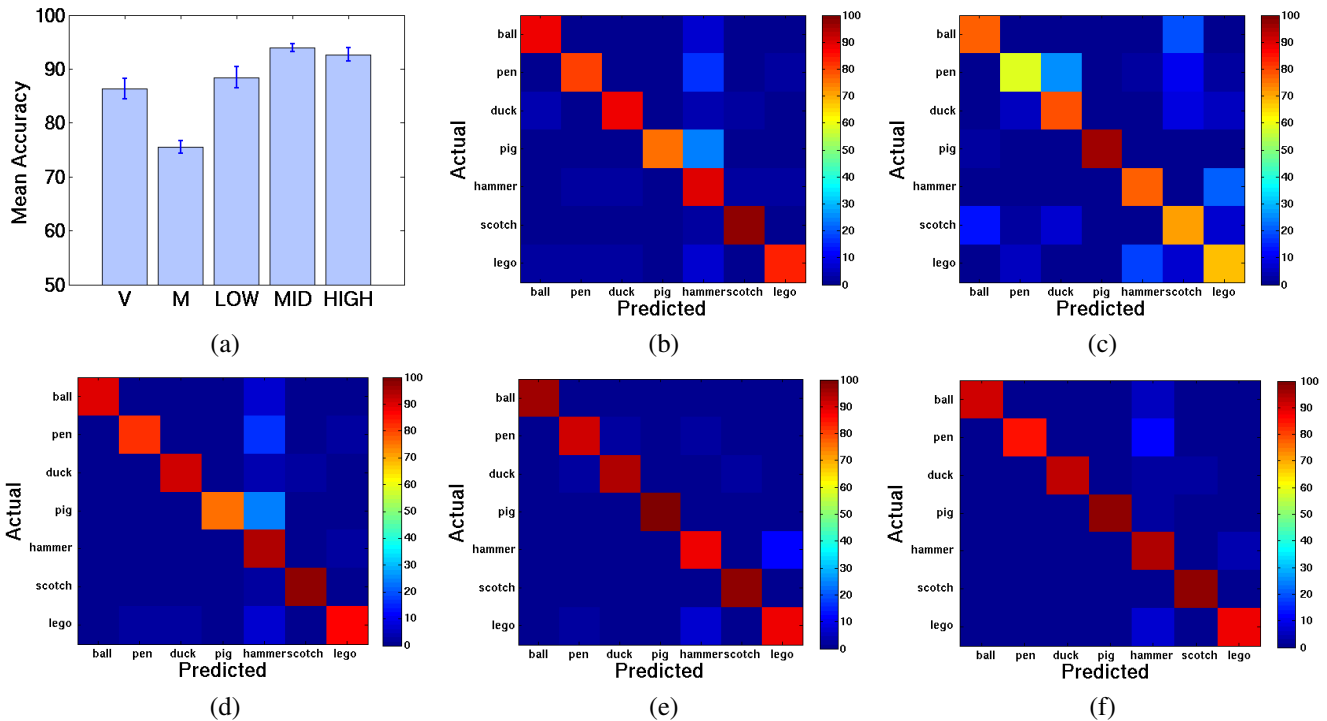 100
90
80
70
60
50
Mean Accuracy
V M LOW MID HIGH
(a)
Actual
ball
pen
duck
pig
hammer
scotch
lego
ball pen duck pig hammer scotch lego
Predicted
100
90
80
70
60
50
40
30
20
10
0
(b)
Actual
ball
pen
duck
pig
hammer
scotch
lego
ball pen duck pig hammer scotch lego
Predicted
100
90
80
70
60
50
40
30
20
10
0
(c)
Actual
ball
pen
duck
pig
hammer
scotch
lego
ball pen duck pig hammer scotch lego
Predicted
100
90
80
70
60
50
40
30
20
10
0
(d)
Actual
ball
pen
duck
pig
hammer
scotch
lego
ball pen duck pig hammer scotch lego
Predicted
100
90
80
70
60
50
40
30
20
10
0
(e)
Actual
ball
pen
duck
pig
hammer
scotch
lego
ball pen duck pig hammer scotch lego
Predicted
100
90
80
70
60
50
40
30
20
10
0
(f)